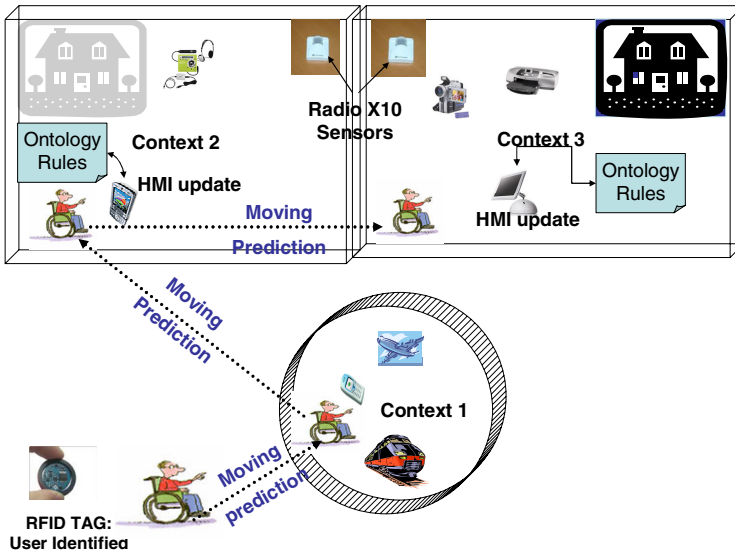 Radio X10
Sensors
Ontology
Rules
Context 2
HMI update
Context 3
Ontology
Rules
HMI update
Moving
Prediction
Moving
Prediction
Context 1
Moving
prediction
RFID TAG:
User Identified